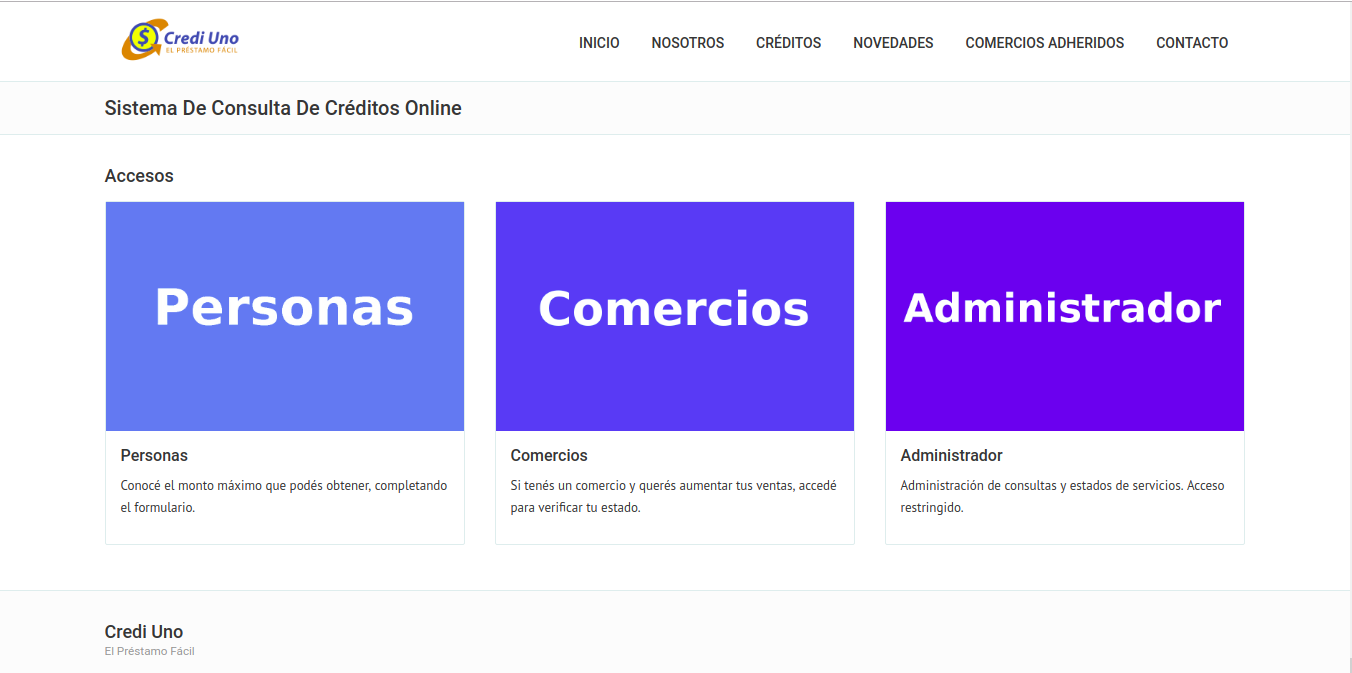 $
Credi Uno
EL PRÉSTAMO FÁCIL
INICIO NOSOTROS CRÉDITOS NOVEDADES COMERCIOS ADHERIDOS CONTACTO
Sistema De Consulta De Créditos Online
Accesos
Personas
Comercios
Administrador
Personas
Conocé el monto máximo que podés obtener, completando
el formulario.
Comercios
Si tenés un comercio y querés aumentar tus ventas, accedé
para verificar tu estado.
Administrador
Administración de consultas y estados de servicios. Acceso
restringido.
Credi Uno
El Préstamo Fácil